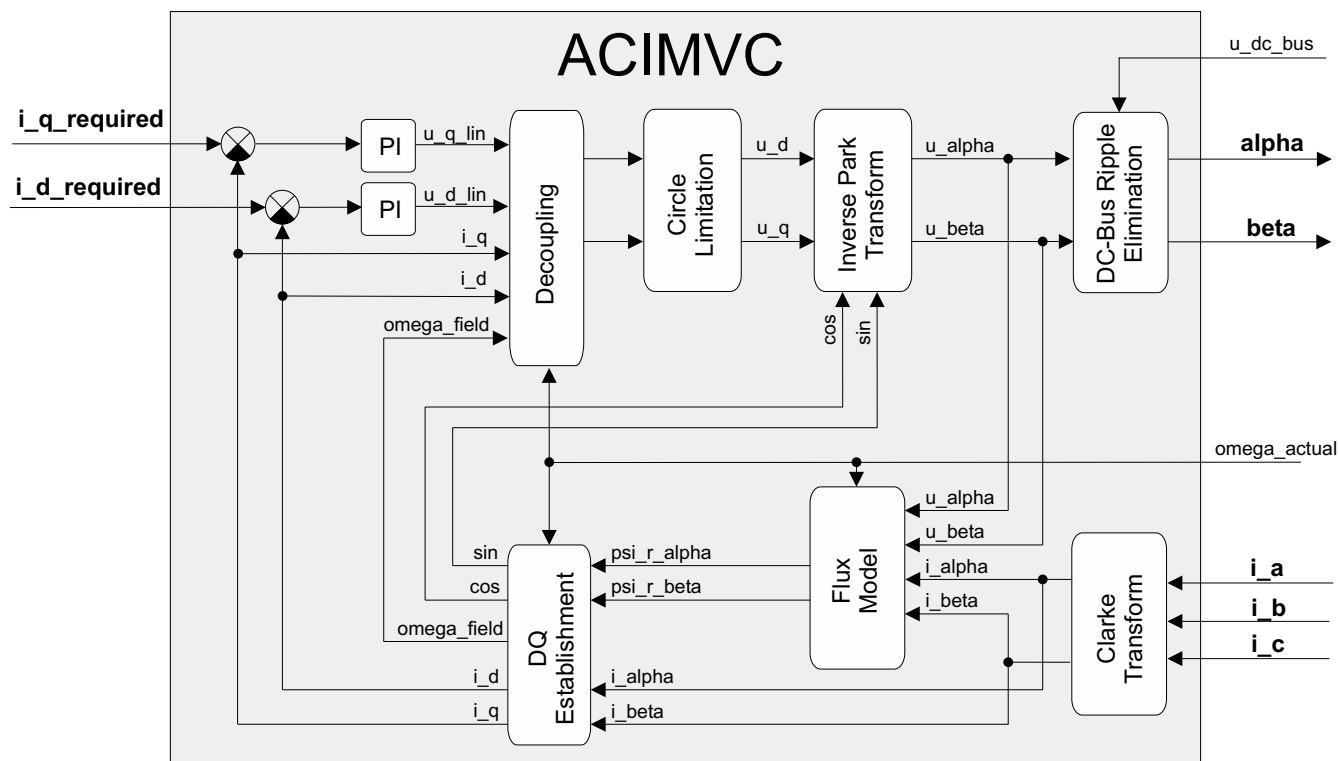 ACIMVC
u_dc_bus
i_q_required
i_d_required
PI
u_q_lin
PI
u_d_lin
i_q
i_d
omega_field
Decoupling
Circle
Limitation
u_d
u_q
Inverse Park
Transform
cos
sin
u_alpha
u_beta
DC-Bus Ripple
Elimination
alpha
beta
omega_actual
sin
cos
omega_field
i_d
i_q
DQ
Establishment
psi_r_alpha
psi_r_beta
i_alpha
i_beta
Flux
Model
u_alpha
u_beta
i_alpha
i_beta
Clarke
Transform
i_a
i_b
i_c